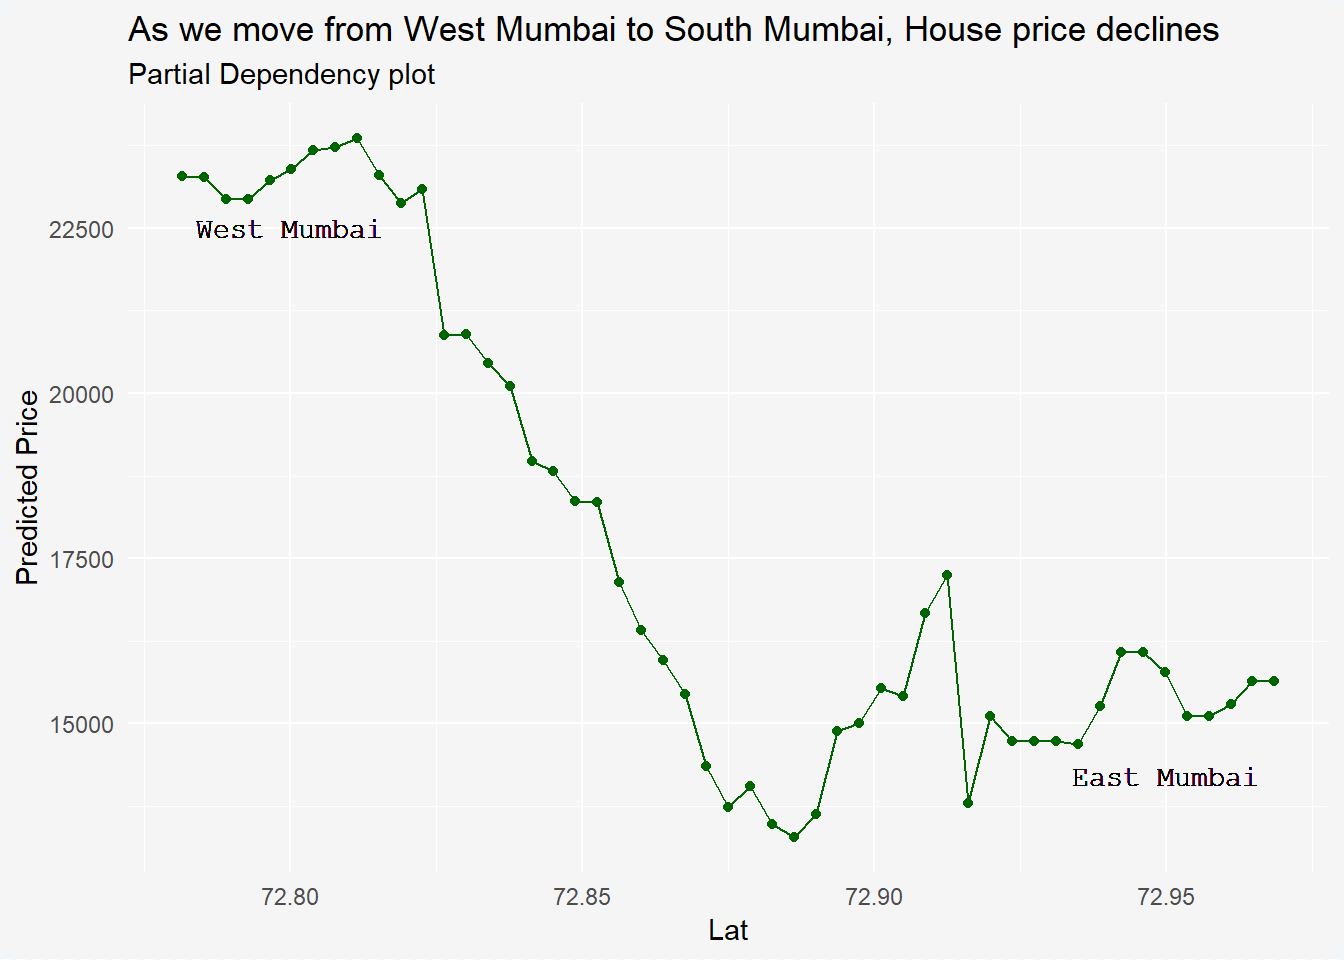 As we move from West Mumbai to South Mumbai, House price declines
Partial Dependency plot
West Mumbai
22500
20000
17500
15000
Predicted Price
East Mumbai
72.80 72.85 72.90 72.95
Lat